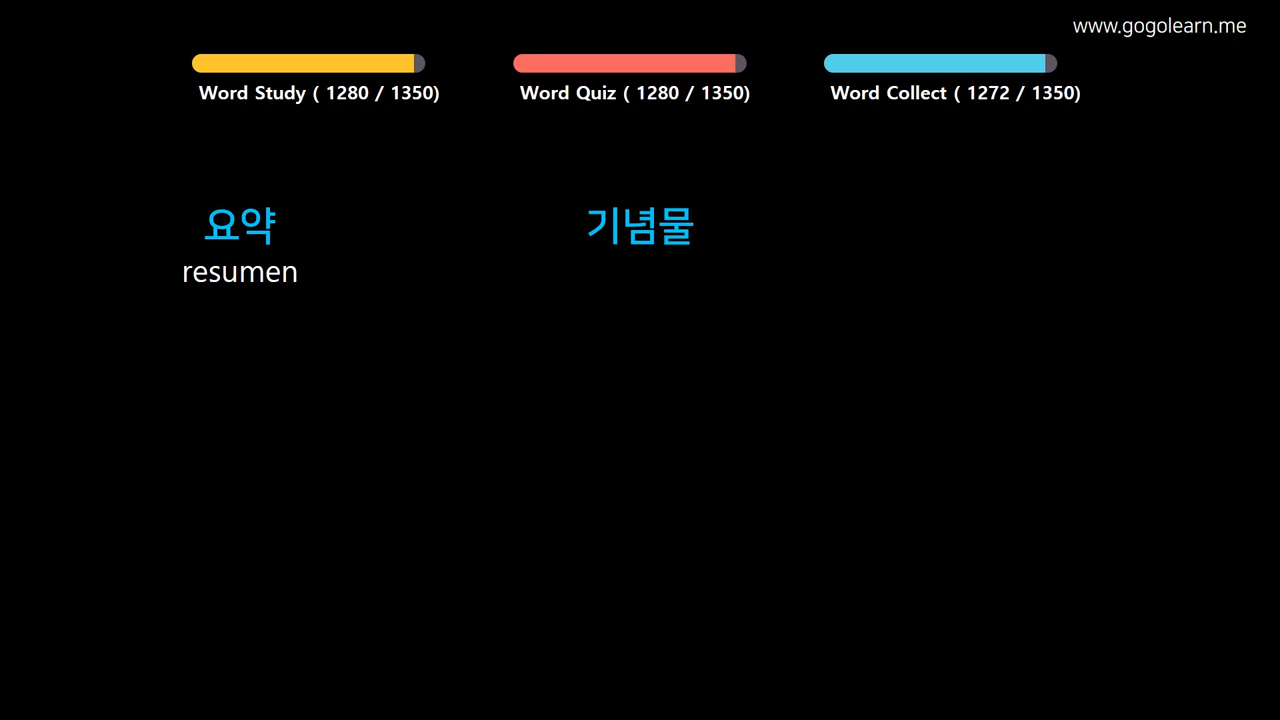 www.gogolearn.me
Word Study ( 1280 / 1350)
Word Quiz ( 1280 / 1350)
Word Collect ( 1272 / 1350)
요약
기념물
resumen